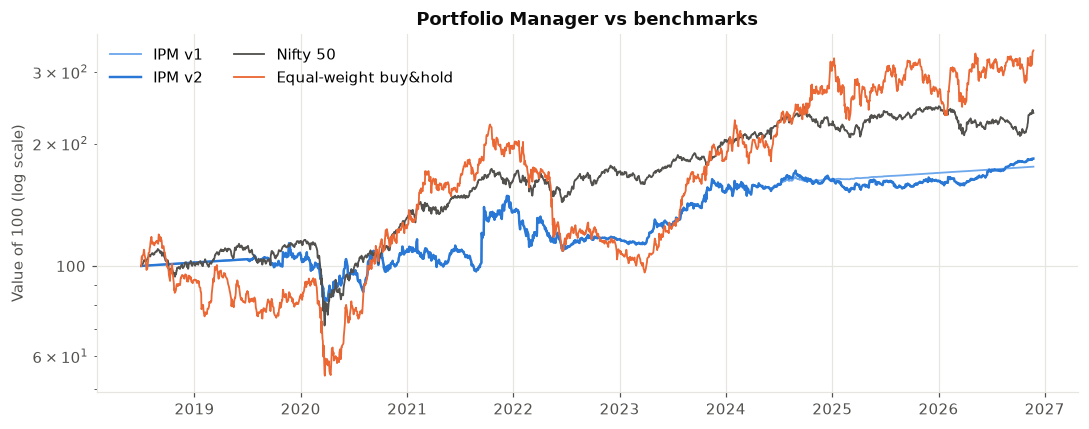 Portfolio Manager vs benchmarks
IPM v1
IPM v2
Nifty 50
Equal-weight buy&hold
Value of 100 (log scale)
3 × 10²
2 × 10²
100
6 × 10¹
2019 2020 2021 2022 2023 2024 2025 2026 2027